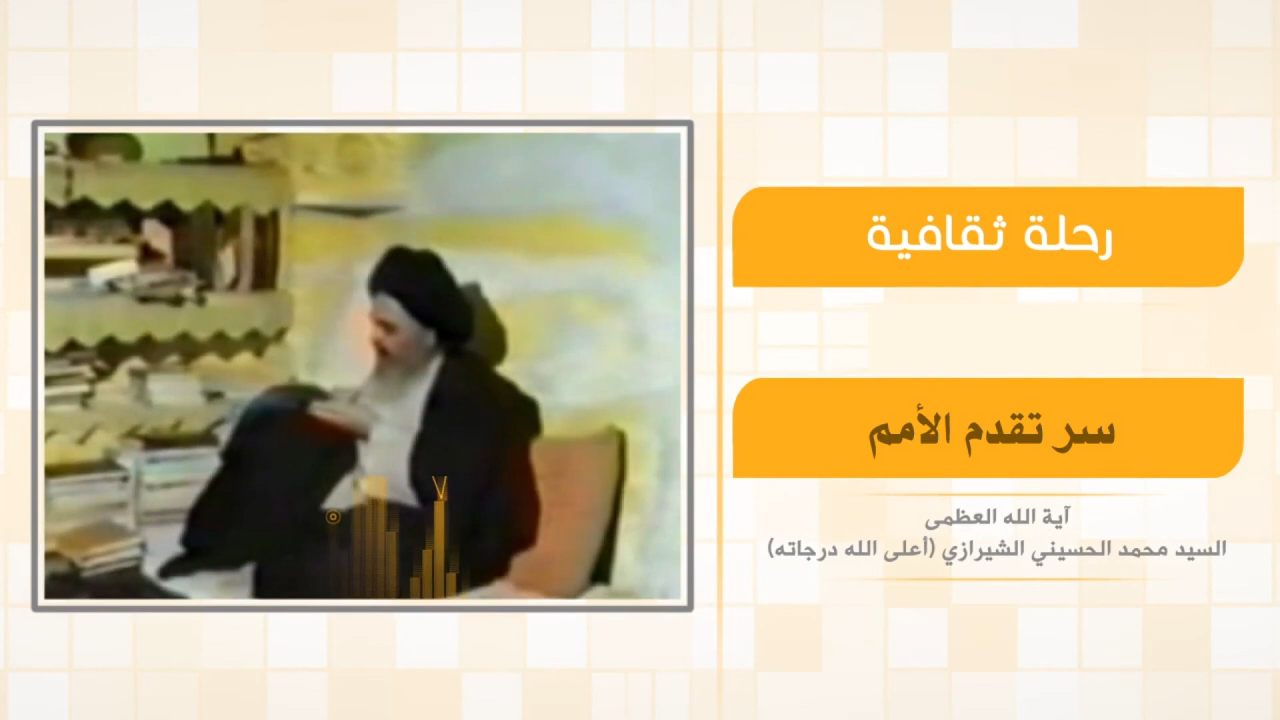 رحلة ثقافية
سر تقدم الأمم
آية الله العظمى
السيد محمد الحسيني الشيرازي (أعلى الله درجاته)